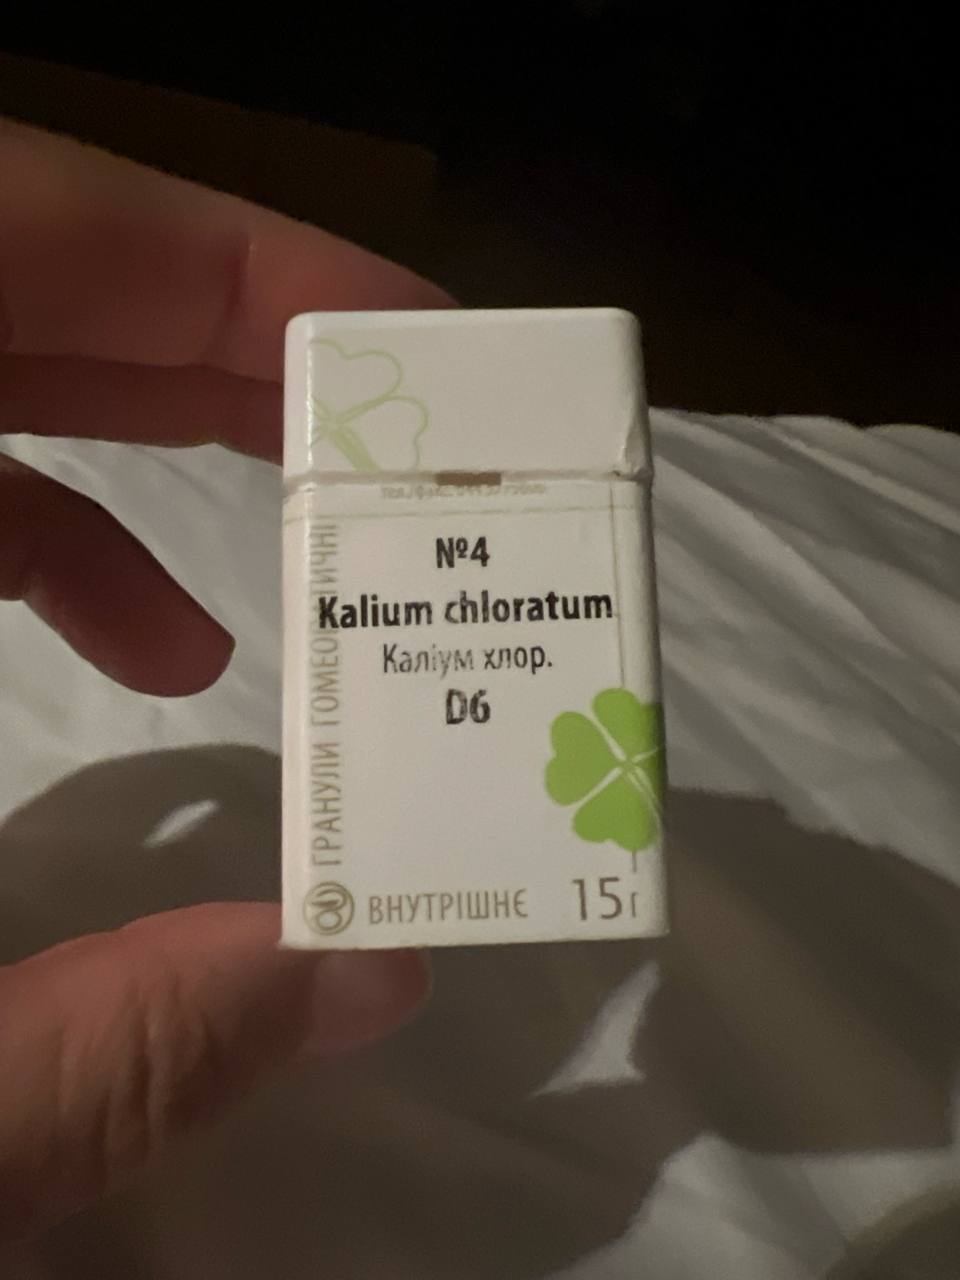 №4
Kalium chloratum
Каліум хлор.
D6
ГРАНУЛИ ГОМЕОПАТИЧНІ
ВНУТРІШНЄ
15г